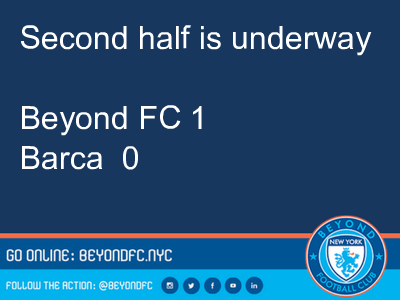 Second half is underway
Beyond FC 1
Barca 0
GO ONLINE: BEYONDFC.NYC
FOLLOW THE ACTION: @BEYONDFC
BEYOND
NEW YORK
FOOTBALL CLUB